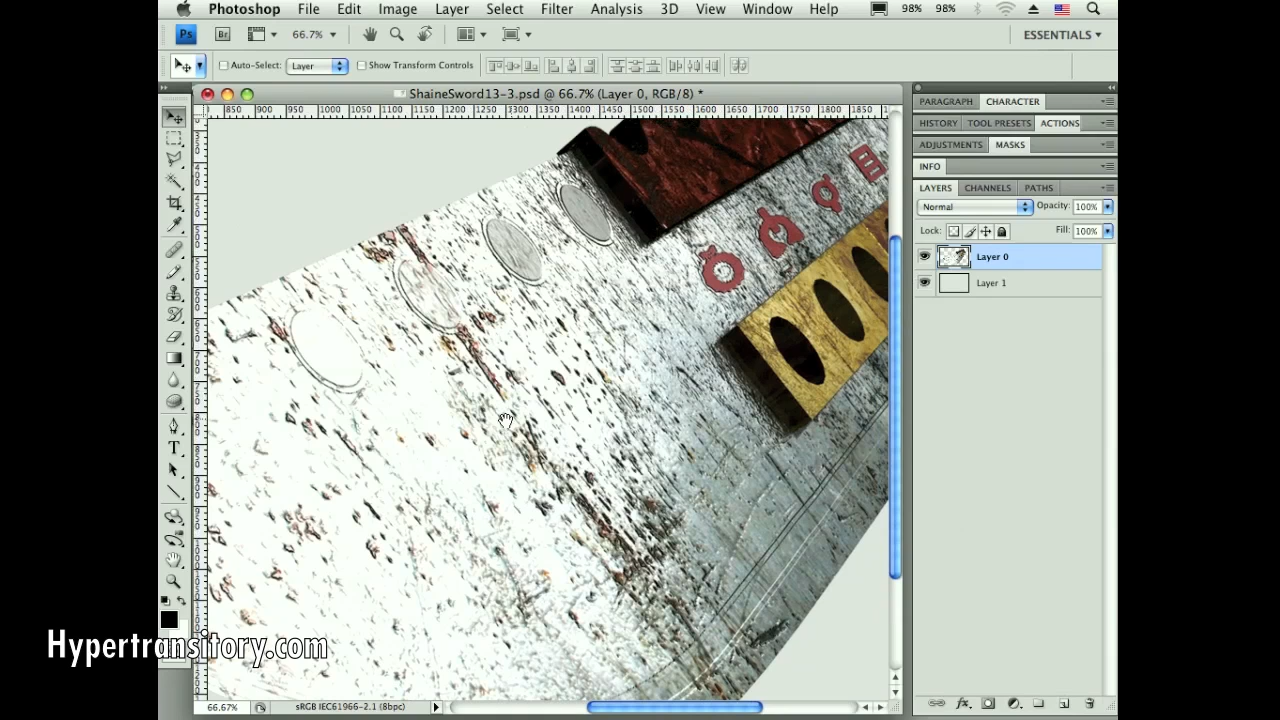 Photoshop File Edit Image Layer Select Filter Analysis 3D View Window Help 98% 98%
Ps Br 66.7% ESSENTIALS
Auto-Select: Layer Show Transform Controls
ShaineSword13-3.psd @ 66.7% (Layer 0, RGB/8) *
850 900 950 1000 1050 1100 1150 1200 1250 1300 1350 1400 1450 1500 1550 1600 1650 1700 1750 1800 1850
PARAGRAPH CHARACTER
HISTORY TOOL PRESETS ACTIONS
ADJUSTMENTS MASKS
INFO
LAYERS CHANNELS PATHS
Normal Opacity: 100%
Lock: Fill: 100%
Layer 0
Layer 1
T
Hypertransitory.com
66.67% sRGB IEC61966-2.1 (8bpc)
fx